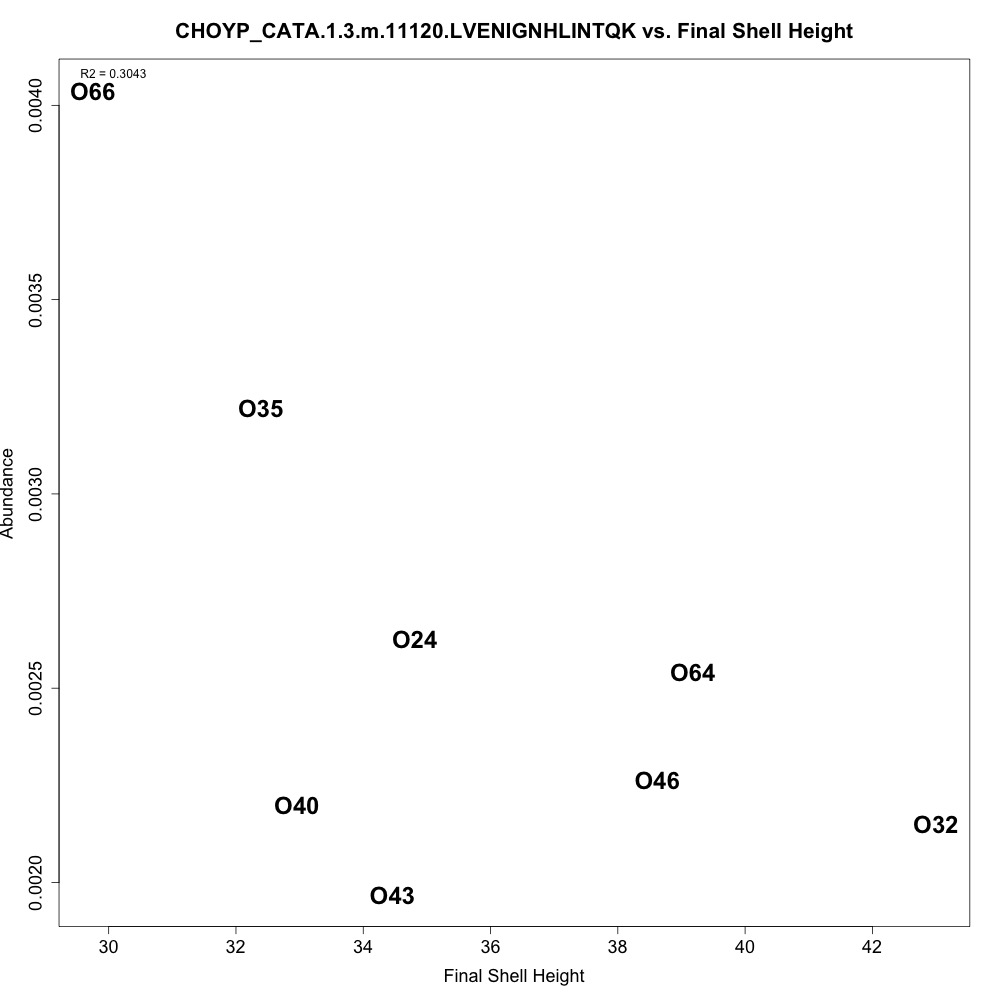 CHOYP_CATA.1.3.m.11120.LVENIGNHLINTQK vs. Final Shell Height
R2 = 0.3043
O66
O35
O24
O64
O46
O40
O32
O43
0.0040
0.0035
0.0030
0.0025
0.0020
Abundance
30 32 34 36 38 40 42
Final Shell Height